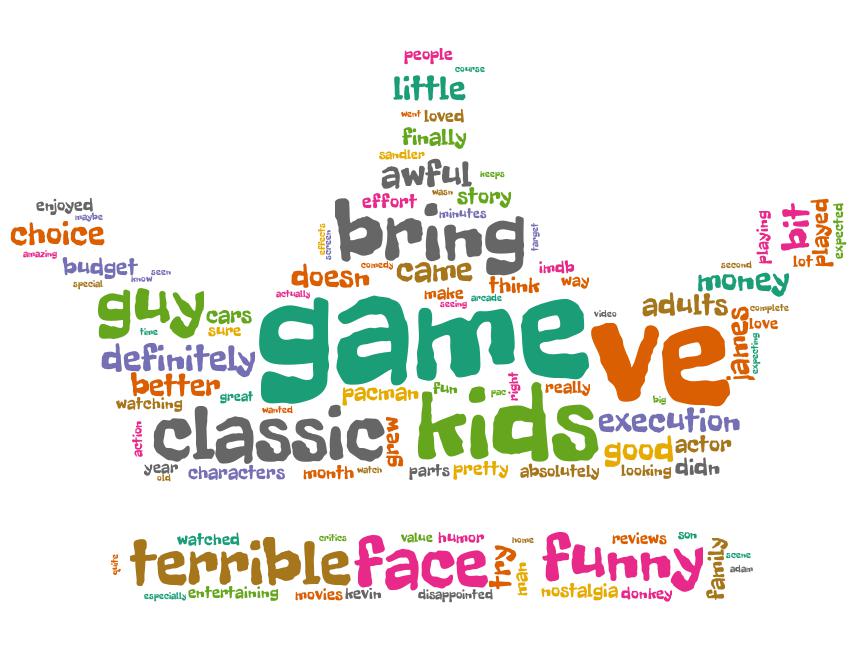 people
course
little
went loved
finally
sandler
awful keeps
effort wasn story
enjoyed
maybe
choice
amazing
budget know seen
special
bring minutes
effects
screen
target
playing bit played expected
lot
second
money
doesn comedy came imdb
think way
actually make arcade
seeing
guy cars
time sure
game video
ve
adults complete
james love
expecting
definitely
better great
watching wanted
pacman fun pac right really
big
classic grew kids execution
action
good actor
year
old
characters month watch parts pretty absolutely looking didn
watched critics value humor home reviews son
quite terrible face try man funny family scene
adam
especially entertaining movies kevin disappointed nostalgia donkey